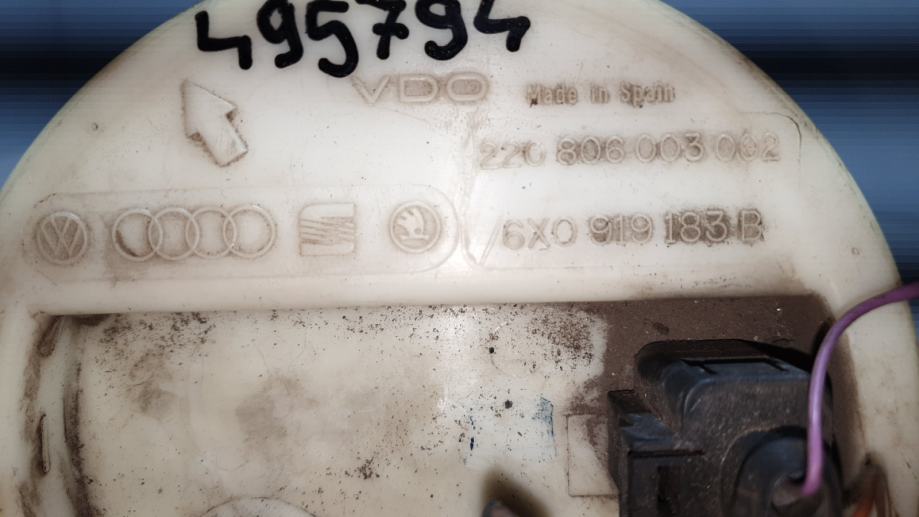 495794
VDO
Made in Spain
220 806 003 002
6X0 919 183 B